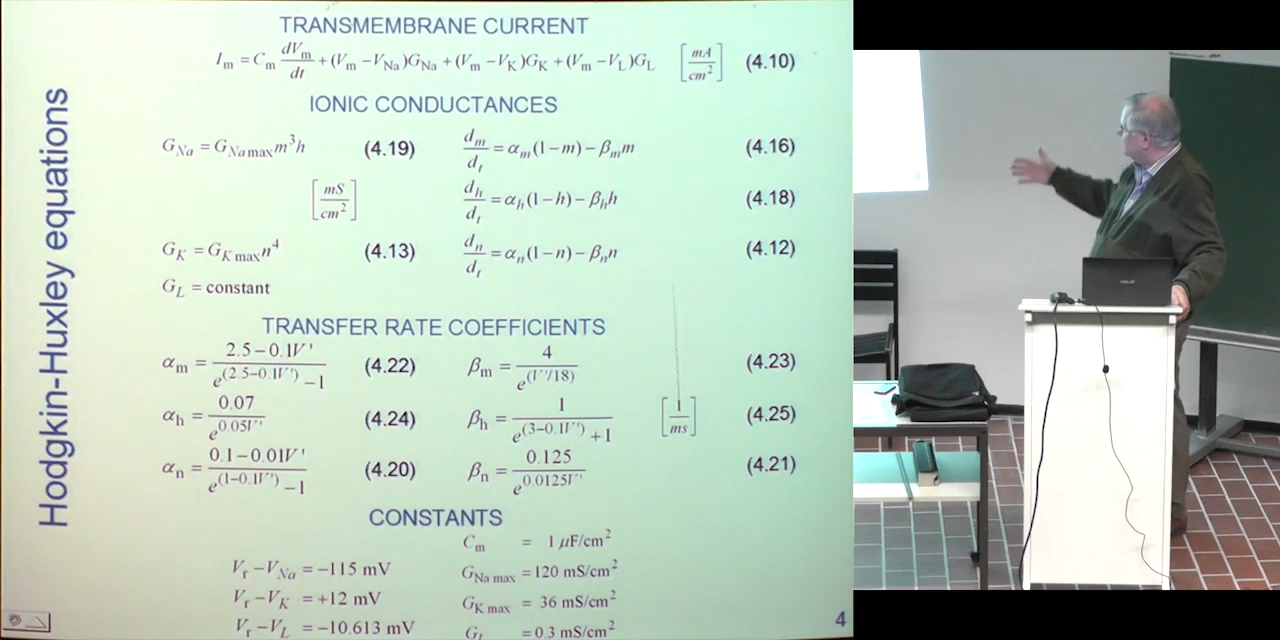 Hodgkin-Huxley equations
TRANSMEMBRANE CURRENT
I_m = C_m dV_m/dt + (V_m − V_Na)G_Na + (V_m − V_K)G_K + (V_m − V_L)G_L [mA/cm²] (4.10)
IONIC CONDUCTANCES
G_Na = G_Na max m³h (4.19) d_m/d_t = α_m(1−m) − β_m m (4.16)
[mS/cm²] d_h/d_t = α_h(1−h) − β_h h (4.18)
G_K = G_K max n⁴ (4.13) d_n/d_t = α_n(1−n) − β_n n (4.12)
G_L = constant
TRANSFER RATE COEFFICIENTS
α_m = 2.5−0.1V'/e^(2.5−0.1V') −1 (4.22) β_m = 4/e^(V'/18) (4.23)
α_h = 0.07/e^0.05V' (4.24) β_h = 1/e^(3−0.1V') +1 [1/ms] (4.25)
α_n = 0.1−0.01V'/e^(1−0.1V') −1 (4.20) β_n = 0.125/e^0.0125V' (4.21)
CONSTANTS
C_m = 1 μF/cm²
V_r − V_Na = −115 mV G_Na max = 120 mS/cm²
V_r − V_K = +12 mV G_K max = 36 mS/cm²
V_r − V_L = −10.613 mV G_L = 0.3 mS/cm²
4
ASUS